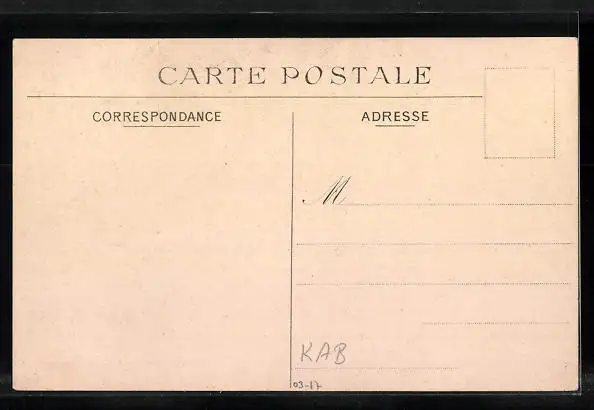 CARTE POSTALE
CORRESPONDANCE
ADRESSE
M
KAB
03-17